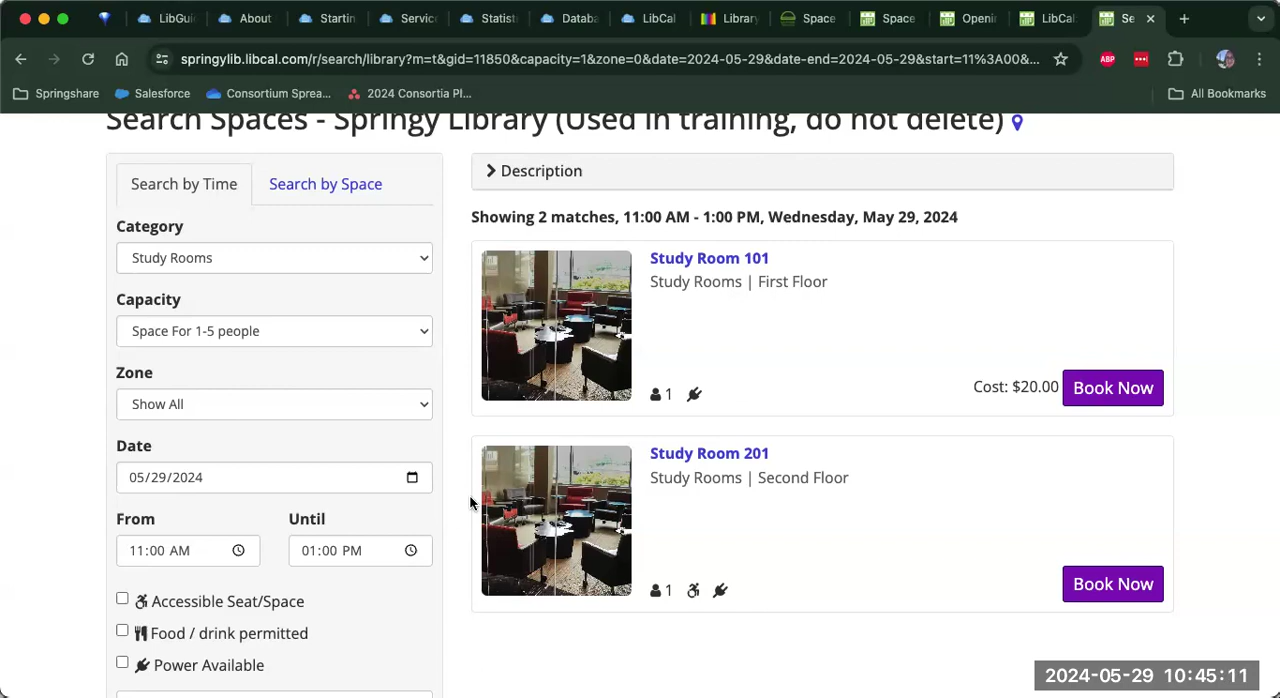 LibGui
About
Startin
Servic
Statist
Databa
LibCal
Library
Space
Space
Openi
LibCal
Se
springylib.libcal.com/r/search/library?m=t&gid=11850&capacity=1&zone=0&date=2024-05-29&date-end=2024-05-29&start=11%3A00&...
ABP
Springshare
Salesforce
Consortium Sprea...
2024 Consortia Pl...
All Bookmarks
Search Spaces - Springy Library (Used in training, do not delete)
Search by Time
Search by Space
Category
Study Rooms
Capacity
Space For 1-5 people
Zone
Show All
Date
05/29/2024
From
Until
11:00 AM
01:00 PM
Accessible Seat/Space
Food / drink permitted
Power Available
Description
Showing 2 matches, 11:00 AM - 1:00 PM, Wednesday, May 29, 2024
Study Room 101
Study Rooms | First Floor
1
Cost: $20.00
Book Now
Study Room 201
Study Rooms | Second Floor
1
Book Now
2024-05-29 10:45:11